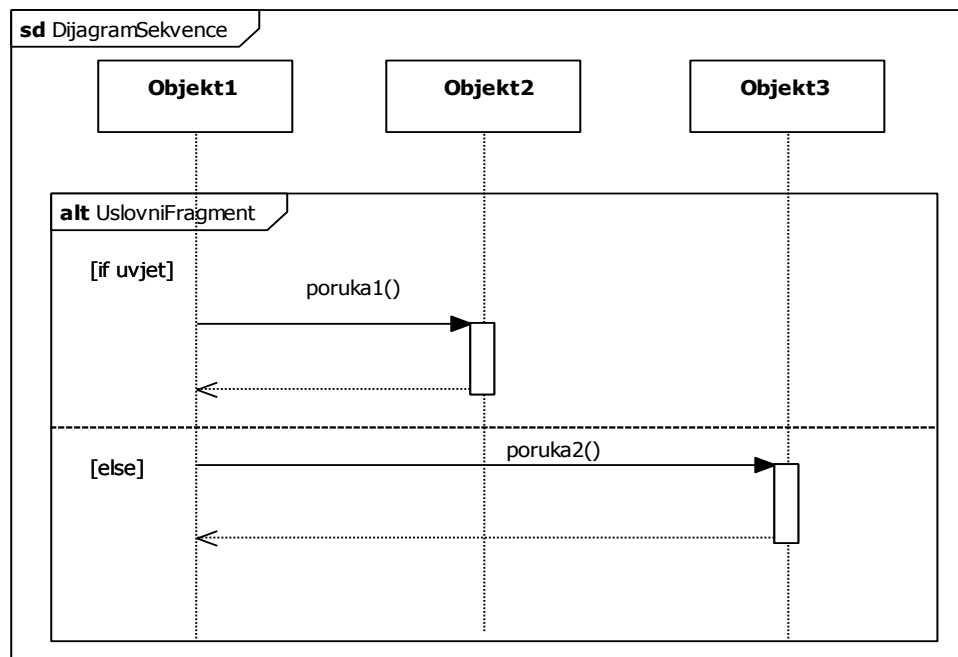 sd DijagramSekvence
Objekt1
Objekt2
Objekt3
alt UslovniFragment
[if uvjet]
poruka1()
poruka2()
[else]